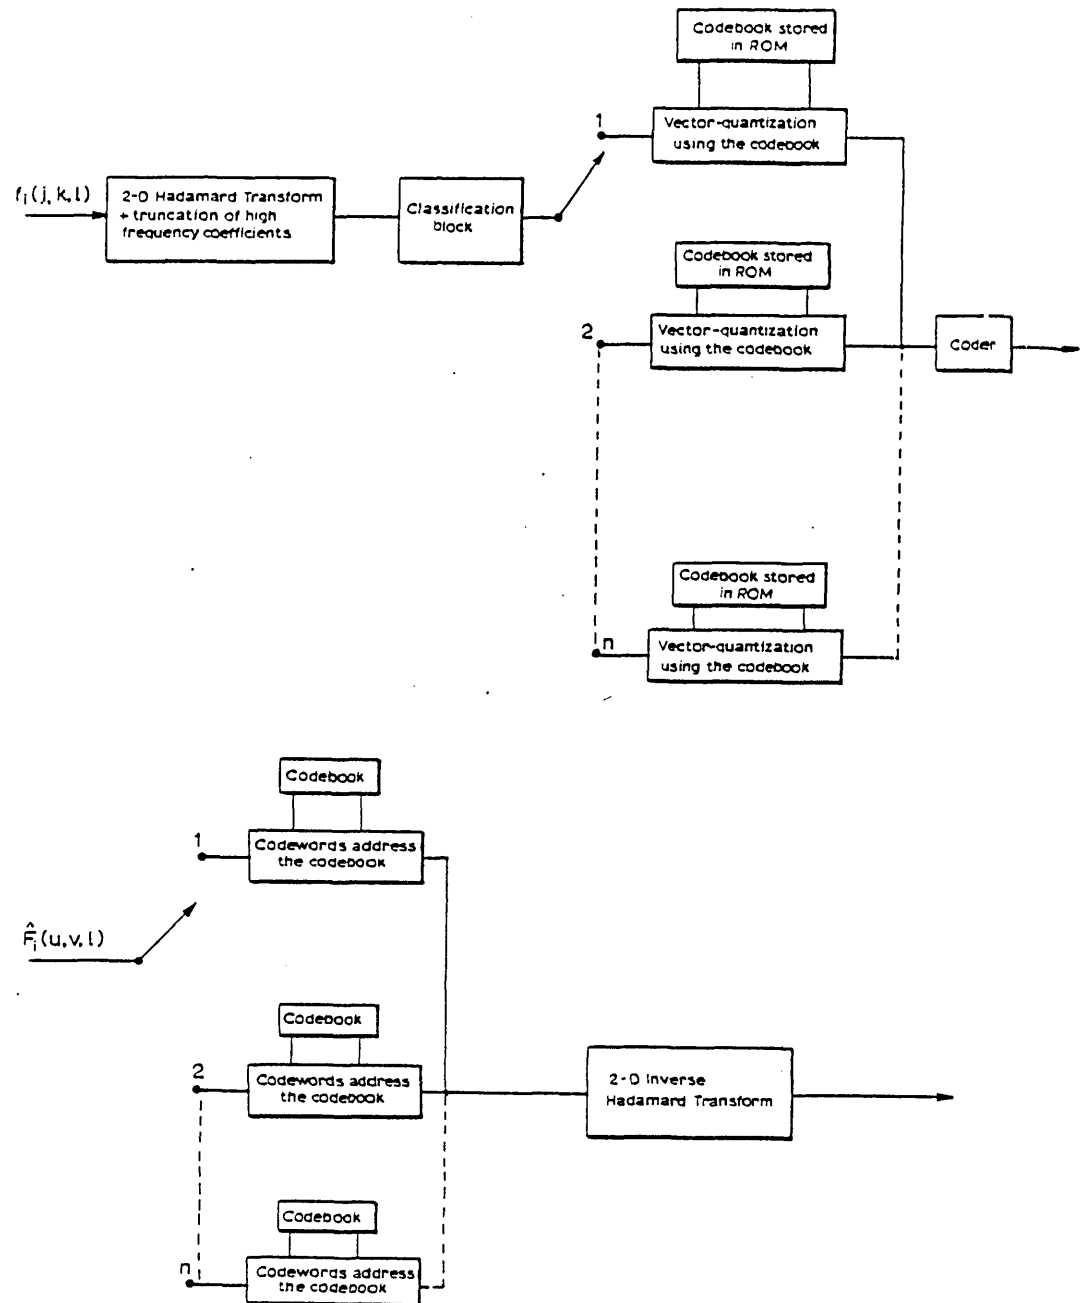 Codebook stored
in ROM
1
Vector-quantization
using the codebook
f_i(j, k, l)
2-D Hadamard Transform
+ truncation of high
frequency coefficients
Classification
block
Codebook stored
in ROM
2
Vector-quantization
using the codebook
Coder
Codebook stored
in ROM
n
Vector-quantization
using the codebook
Codebook
1
Codewords address
the codebook
F̂_i(u, v, l)
Codebook
2
Codewords address
the codebook
2-D Inverse
Hadamard Transform
Codebook
n
Codewords address
the codebook